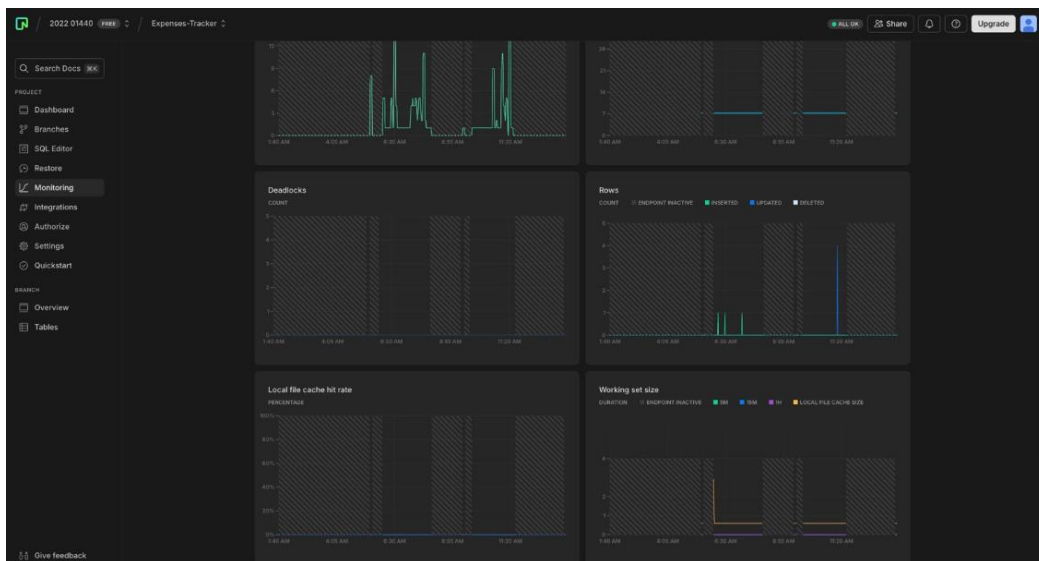 2022 01440 FREE
Expenses-Tracker
ALL OK
Share
Upgrade
Search Docs ⌘K
PROJECT
Dashboard
Branches
SQL Editor
Restore
Monitoring
Integrations
Authorize
Settings
Quickstart
BRANCH
Overview
Tables
Give feedback
1:40 AM 4:05 AM 6:30 AM 8:55 AM 11:20 AM
1:40 AM 4:05 AM 6:30 AM 8:55 AM 11:20 AM
Deadlocks
COUNT
5
4
3
2
1
0
1:40 AM 4:05 AM 6:30 AM 8:55 AM 11:20 AM
Rows
COUNT ENDPOINT INACTIVE INSERTED UPDATED DELETED
1:40 AM 4:05 AM 6:30 AM 8:55 AM 11:20 AM
Local file cache hit rate
PERCENTAGE
100%
80%
60%
40%
20%
0%
1:40 AM 4:05 AM 6:30 AM 8:55 AM 11:20 AM
Working set size
DURATION ENDPOINT INACTIVE 5M 15M 1H LOCAL FILE CACHE SIZE
1:40 AM 4:05 AM 6:30 AM 8:55 AM 11:20 AM